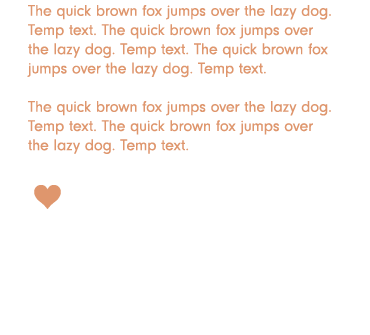 The quick brown fox jumps over the lazy dog.
Temp text. The quick brown fox jumps over
the lazy dog. Temp text. The quick brown fox
jumps over the lazy dog. Temp text.

The quick brown fox jumps over the lazy dog.
Temp text. The quick brown fox jumps over
the lazy dog. Temp text.